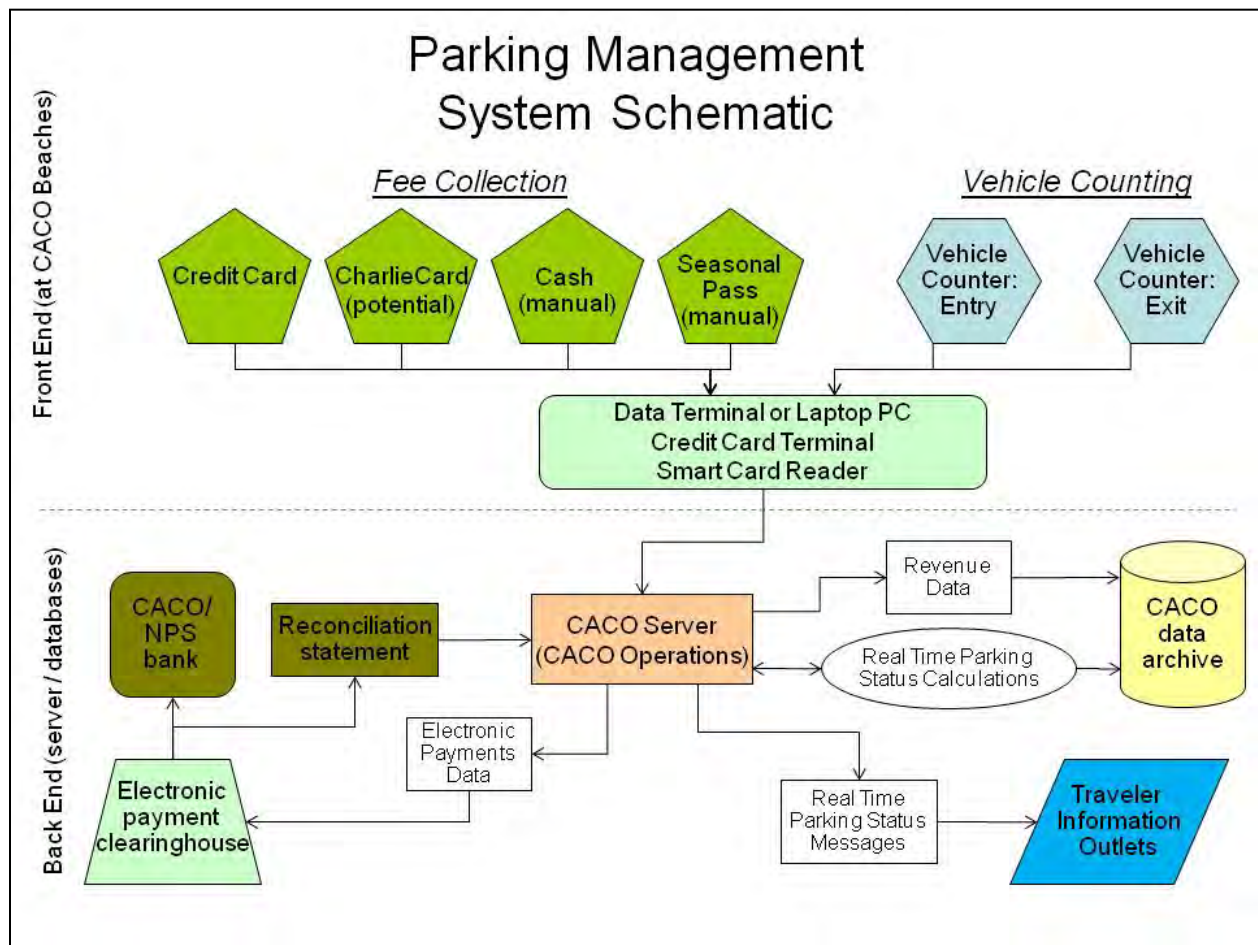 Parking Management
System Schematic
Front End (at CACO Beaches)
Fee Collection
Vehicle Counting
Credit Card
CharlieCard
(potential)
Cash
(manual)
Seasonal
Pass
(manual)
Vehicle
Counter:
Entry
Vehicle
Counter:
Exit
Data Terminal or Laptop PC
Credit Card Terminal
Smart Card Reader
Back End (server / databases)
CACO/
NPS
bank
Reconciliation
statement
CACO Server
(CACO Operations)
Revenue
Data
CACO
data
archive
Real Time Parking
Status Calculations
Electronic
Payments
Data
Electronic
payment
clearinghouse
Real Time
Parking Status
Messages
Traveler
Information
Outlets